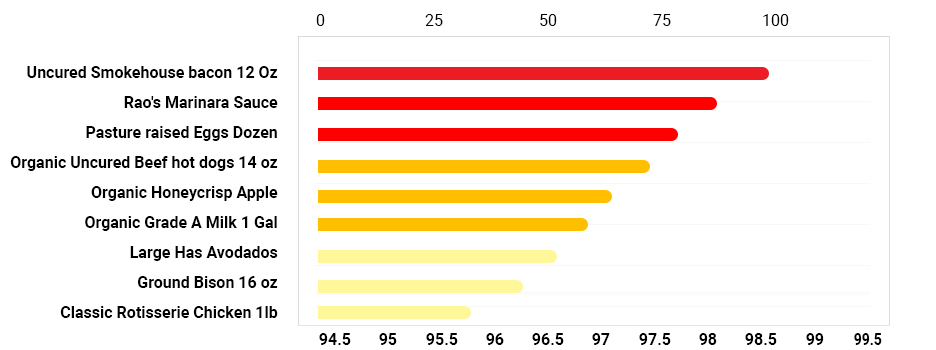 0 25 50 75 100
Uncured Smokehouse bacon 12 Oz
Rao's Marinara Sauce
Pasture raised Eggs Dozen
Organic Uncured Beef hot dogs 14 oz
Organic Honeycrisp Apple
Organic Grade A Milk 1 Gal
Large Has Avodados
Ground Bison 16 oz
Classic Rotisserie Chicken 1lb
94.5 95 95.5 96 96.5 97 97.5 98 98.5 99 99.5